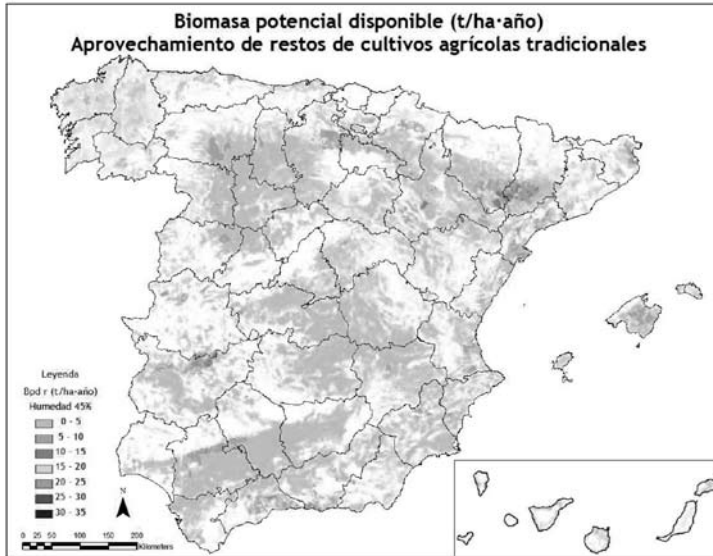 Biomasa potencial disponible (t/ha·año)
Aprovechamiento de restos de cultivos agrícolas tradicionales
Leyenda
Bpd r (t/ha·año)
Humedad 45%
0 - 5
5 - 10
10 - 15
15 - 20
20 - 25
25 - 30
30 - 35
N
0 25 50 100 150 200
Kilometers